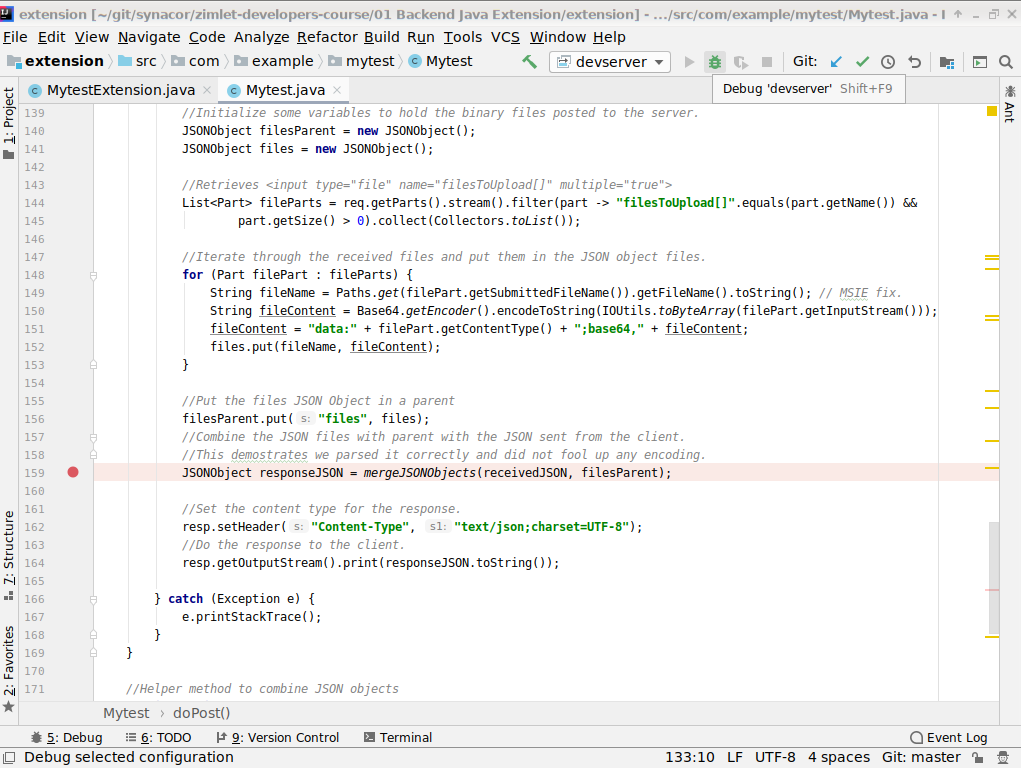 extension [~/git/synacor/zimlet-developers-course/01 Backend Java Extension/extension] - .../src/com/example/mytest/Mytest.java - I
File Edit View Navigate Code Analyze Refactor Build Run Tools VCS Window Help
extension src com example mytest Mytest devserver Git:
MytestExtension.java Mytest.java Debug 'devserver' Shift+F9
1: Project
7: Structure
2: Favorites
Ant
139 //Initialize some variables to hold the binary files posted to the server.
140 JSONObject filesParent = new JSONObject();
141 JSONObject files = new JSONObject();
142
143 //Retrieves <input type="file" name="filesToUpload[]" multiple="true">
144 List<Part> fileParts = req.getParts().stream().filter(part -> "filesToUpload[]".equals(part.getName()) &&
145 part.getSize() > 0).collect(Collectors.toList());
146
147 //Iterate through the received files and put them in the JSON object files.
148 for (Part filePart : fileParts) {
149 String fileName = Paths.get(filePart.getSubmittedFileName()).getFileName().toString(); // MSIE fix.
150 String fileContent = Base64.getEncoder().encodeToString(IOUtils.toByteArray(filePart.getInputStream()));
151 fileContent = "data:" + filePart.getContentType() + ";base64," + fileContent;
152 files.put(fileName, fileContent);
153 }
154
155 //Put the files JSON Object in a parent
156 filesParent.put( s: "files", files);
157 //Combine the JSON files with parent with the JSON sent from the client.
158 //This demostrates we parsed it correctly and did not fool up any encoding.
159 JSONObject responseJSON = mergeJSONObjects(receivedJSON, filesParent);
160
161 //Set the content type for the response.
162 resp.setHeader( s: "Content-Type", s1: "text/json;charset=UTF-8");
163 //Do the response to the client.
164 resp.getOutputStream().print(responseJSON.toString());
165
166 } catch (Exception e) {
167 e.printStackTrace();
168 }
169 }
170
171 //Helper method to combine JSON objects
Mytest › doPost()
5: Debug 6: TODO 9: Version Control Terminal Event Log
Debug selected configuration 133:10 LF UTF-8 4 spaces Git: master